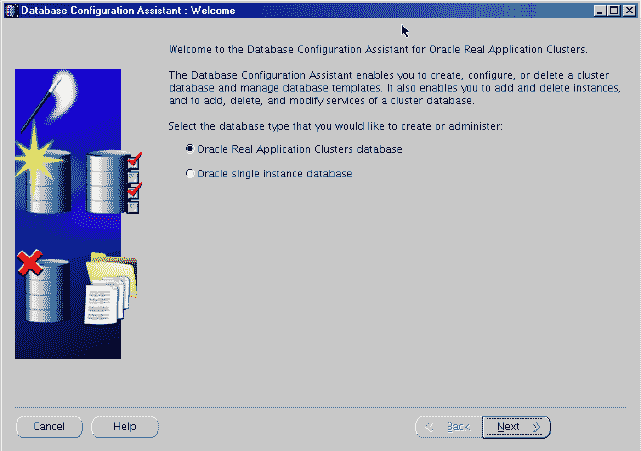 Database Configuration Assistant : Welcome
Welcome to the Database Configuration Assistant for Oracle Real Application Clusters.
The Database Configuration Assistant enables you to create, configure, or delete a cluster
database and manage database templates. It also enables you to add and delete instances,
and to add, delete, and modify services of a cluster database.
Select the database type that you would like to create or administer:
Oracle Real Application Clusters database
Oracle single instance database
Cancel
Help
Back
Next